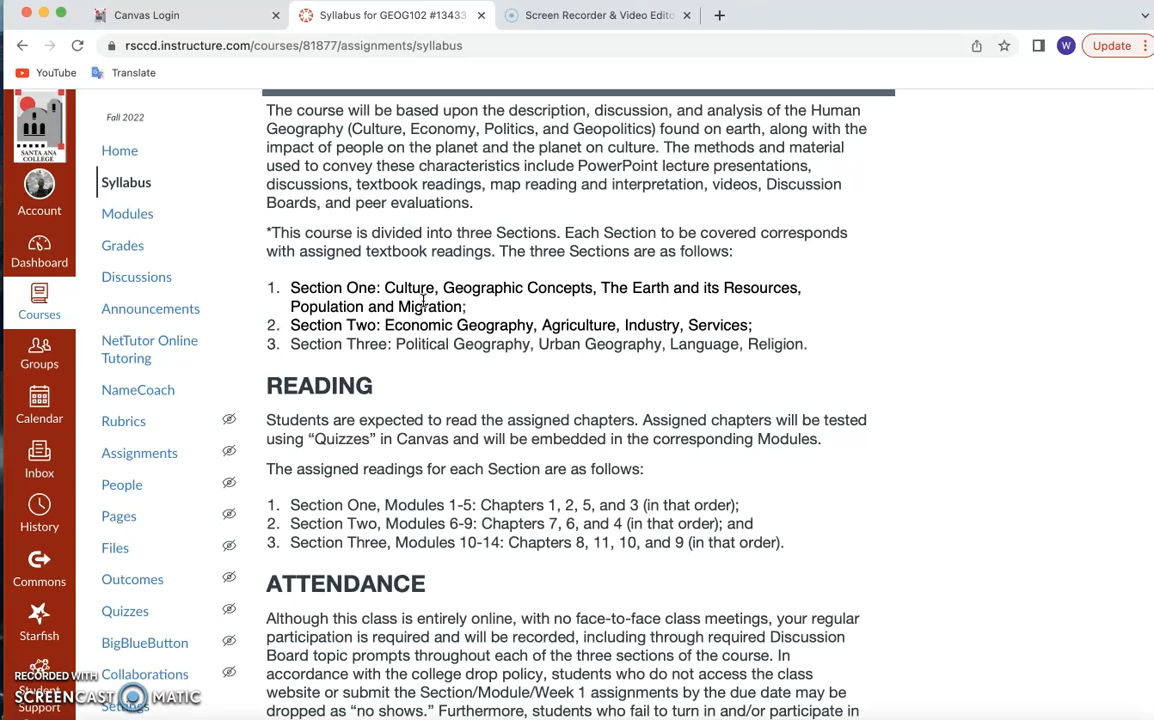 Canvas Login
Syllabus for GEOG102 #13433
Screen Recorder & Video Edito
rsccd.instructure.com/courses/81877/assignments/syllabus
W
Update
YouTube
Translate
SANTA ANA
COLLEGE
Account
Dashboard
Courses
Groups
Calendar
Inbox
History
Commons
Starfish
Student
Support
Fall 2022
Home
Syllabus
Modules
Grades
Discussions
Announcements
NetTutor Online
Tutoring
NameCoach
Rubrics
Assignments
People
Pages
Files
Outcomes
Quizzes
BigBlueButton
Collaborations
Settings
The course will be based upon the description, discussion, and analysis of the Human
Geography (Culture, Economy, Politics, and Geopolitics) found on earth, along with the
impact of people on the planet and the planet on culture. The methods and material
used to convey these characteristics include PowerPoint lecture presentations,
discussions, textbook readings, map reading and interpretation, videos, Discussion
Boards, and peer evaluations.
*This course is divided into three Sections. Each Section to be covered corresponds
with assigned textbook readings. The three Sections are as follows:
1. Section One: Culture, Geographic Concepts, The Earth and its Resources,
Population and Migration;
2. Section Two: Economic Geography, Agriculture, Industry, Services;
3. Section Three: Political Geography, Urban Geography, Language, Religion.
READING
Students are expected to read the assigned chapters. Assigned chapters will be tested
using “Quizzes” in Canvas and will be embedded in the corresponding Modules.
The assigned readings for each Section are as follows:
1. Section One, Modules 1-5: Chapters 1, 2, 5, and 3 (in that order);
2. Section Two, Modules 6-9: Chapters 7, 6, and 4 (in that order); and
3. Section Three, Modules 10-14: Chapters 8, 11, 10, and 9 (in that order).
ATTENDANCE
Although this class is entirely online, with no face-to-face class meetings, your regular
participation is required and will be recorded, including through required Discussion
Board topic prompts throughout each of the three sections of the course. In
accordance with the college drop policy, students who do not access the class
website or submit the Section/Module/Week 1 assignments by the due date may be
dropped as “no shows.” Furthermore, students who fail to turn in and/or participate in
RECORDED WITH
SCREENCAST MATIC